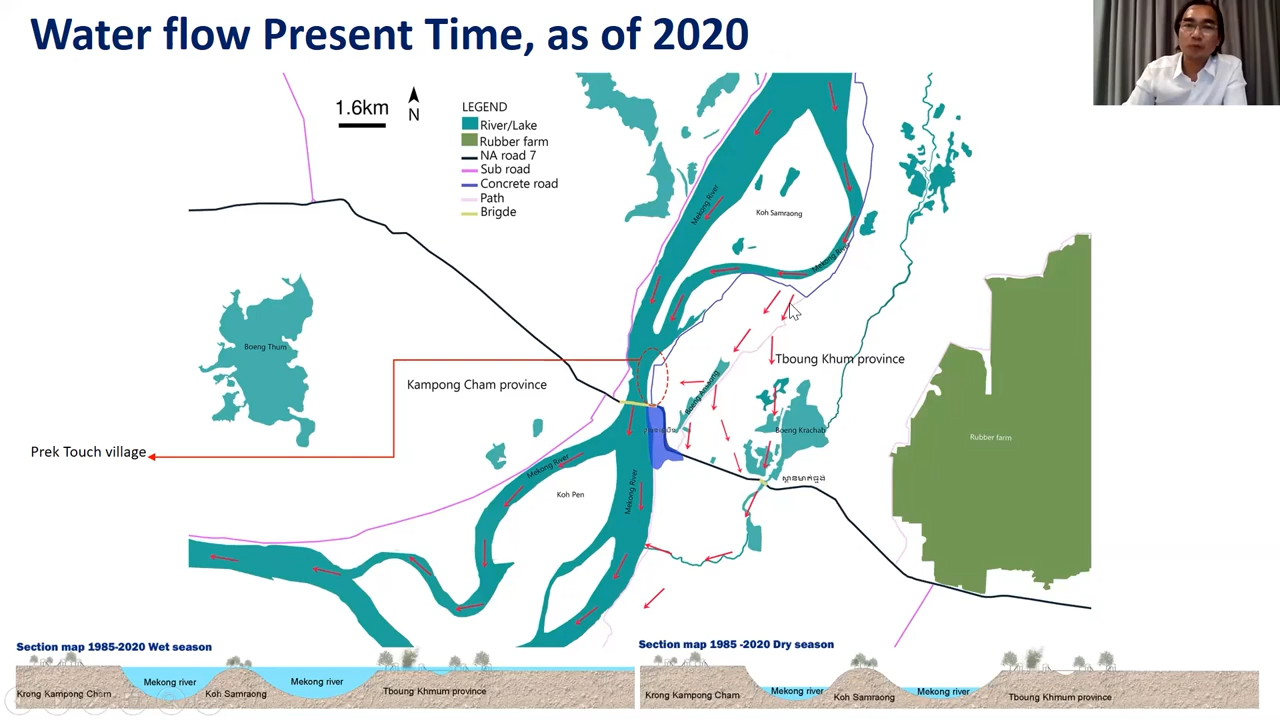 Water flow Present Time, as of 2020
1.6km
N
LEGEND
River/Lake
Rubber farm
NA road 7
Sub road
Concrete road
Path
Brigde
Mekong River
Koh Samraong
Mekong River
Boeng Thum
Tboung Khum province
Kampong Cham province
Boeng Krachab
Rubber farm
Prek Touch village
Mekong River
Koh Pen
Mekong River
Section map 1985-2020 Wet season
Mekong river
Mekong river
Krong Kampong Cham
Koh Samraong
Tboung Khmum province
Section map 1985 -2020 Dry season
Mekong river
Mekong river
Krong Kampong Cham
Koh Samraong
Tboung Khmum province